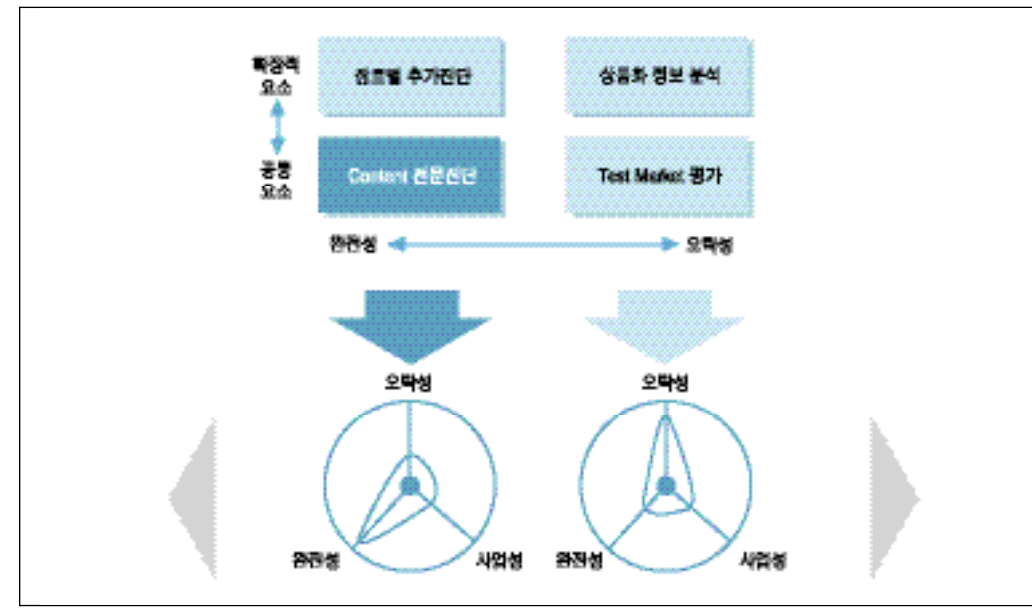 확장력
요소
장르별 추가진단
상품화 정보 분석
공통
요소
Content 전문진단
Test Market 평가
완전성
오락성
오락성
오락성
완전성
사업성
완전성
사업성